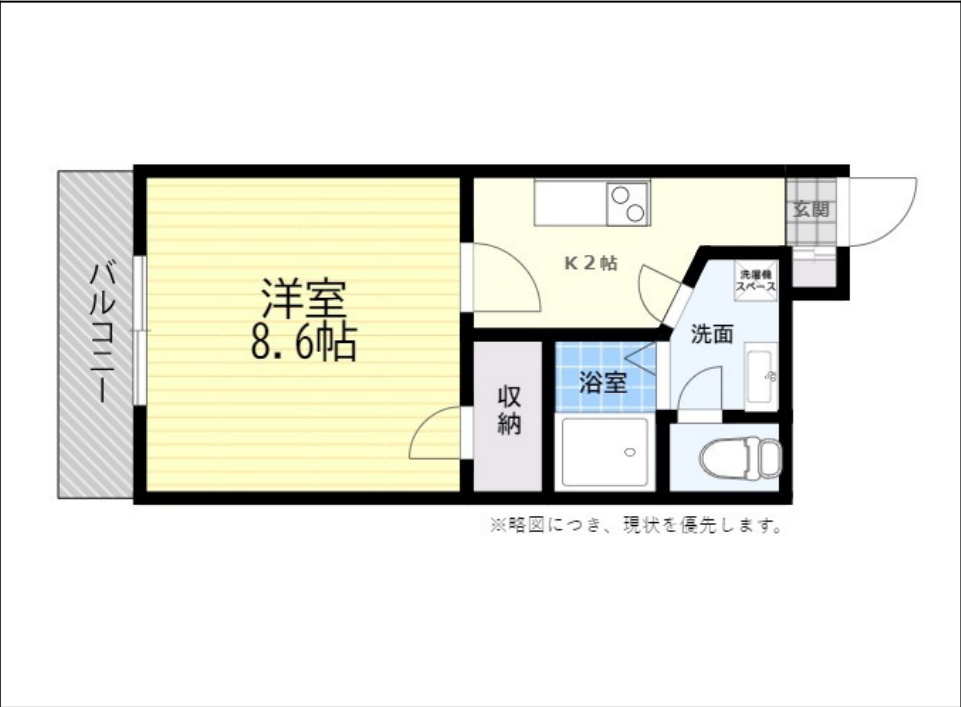 バルコニー
洋室
8.6帖
K2帖
玄関
洗濯機
スペース
洗面
浴室
収納
※略図につき、現状を優先します。